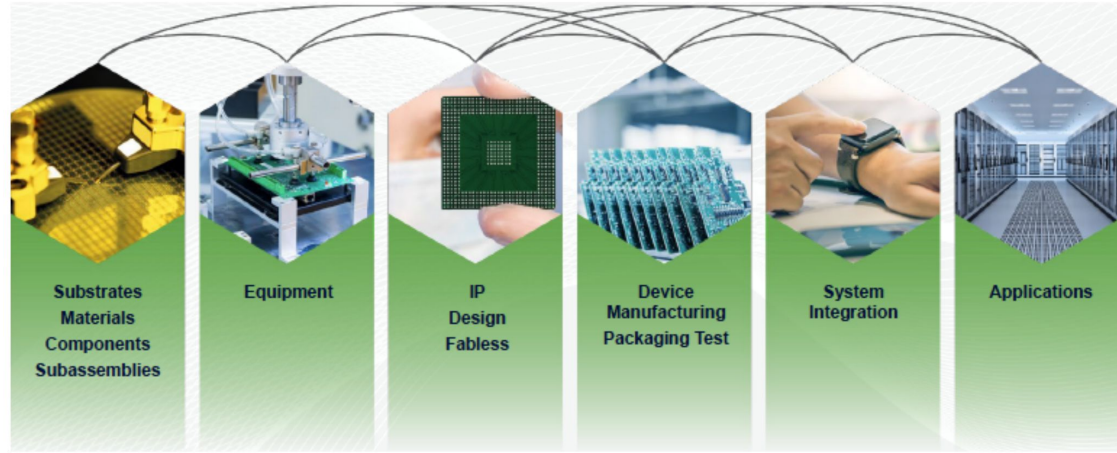 Substrates
Materials
Components
Subassemblies
Equipment
IP
Design
Fabless
Device
Manufacturing
Packaging Test
System
Integration
Applications